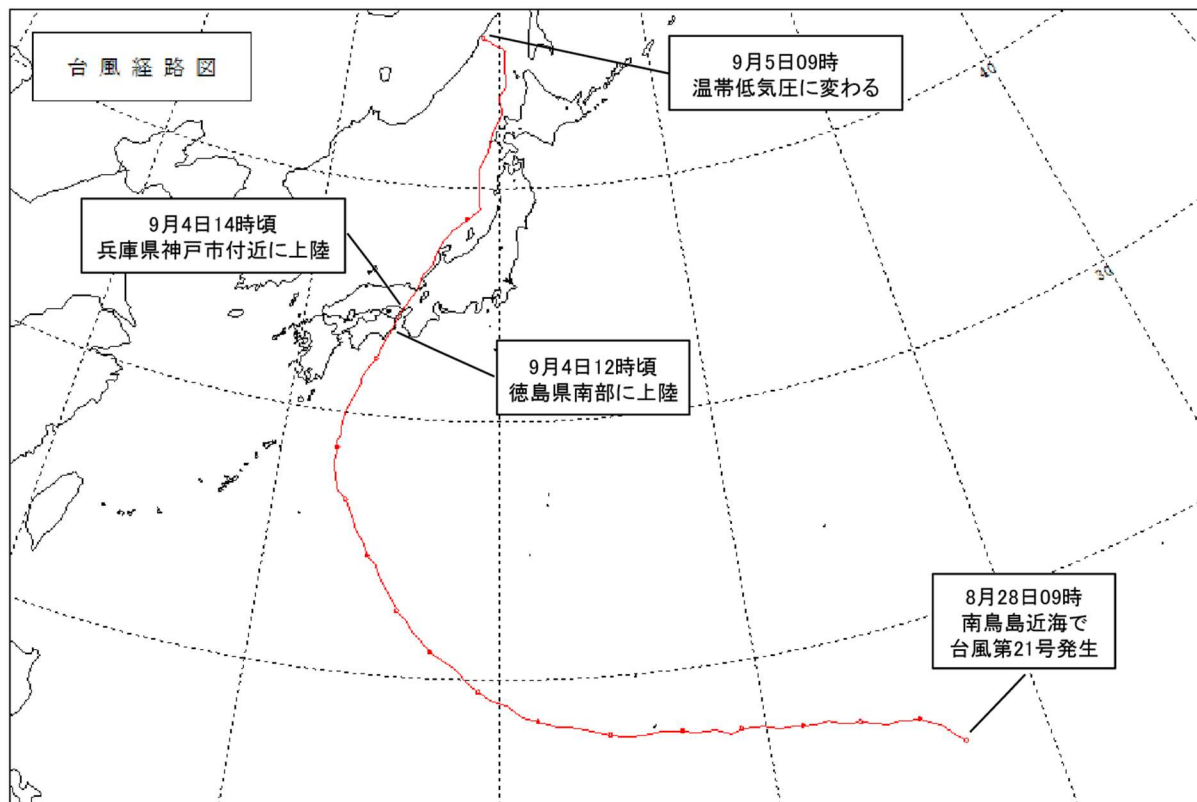 台風経路図
9月5日09時
温帯低気圧に変わる
40
9月4日14時頃
兵庫県神戸市付近に上陸
30
9月4日12時頃
徳島県南部に上陸
8月28日09時
南鳥島近海で
台風第21号発生